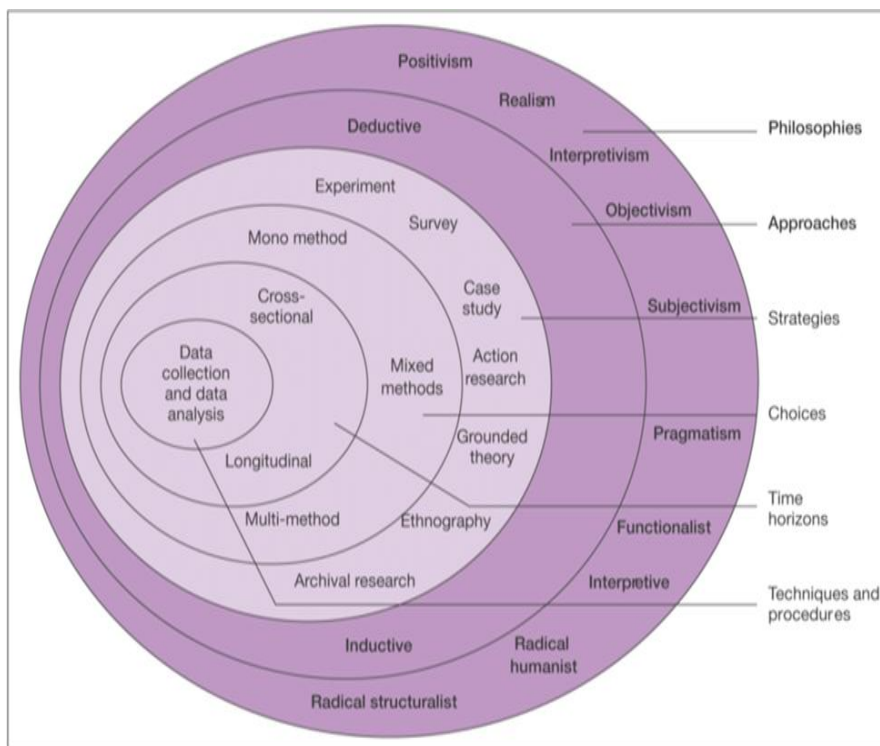 Positivism
Realism
Philosophies
Deductive
Interpretivism
Experiment
Objectivism
Survey
Approaches
Mono method
Cross-
sectional
Case
study
Subjectivism
Strategies
Data
collection
and data
analysis
Mixed
methods
Action
research
Choices
Grounded
theory
Pragmatism
Longitudinal
Time
horizons
Multi-method
Ethnography
Functionalist
Archival research
Interpretive
Techniques and
procedures
Inductive
Radical
humanist
Radical structuralist